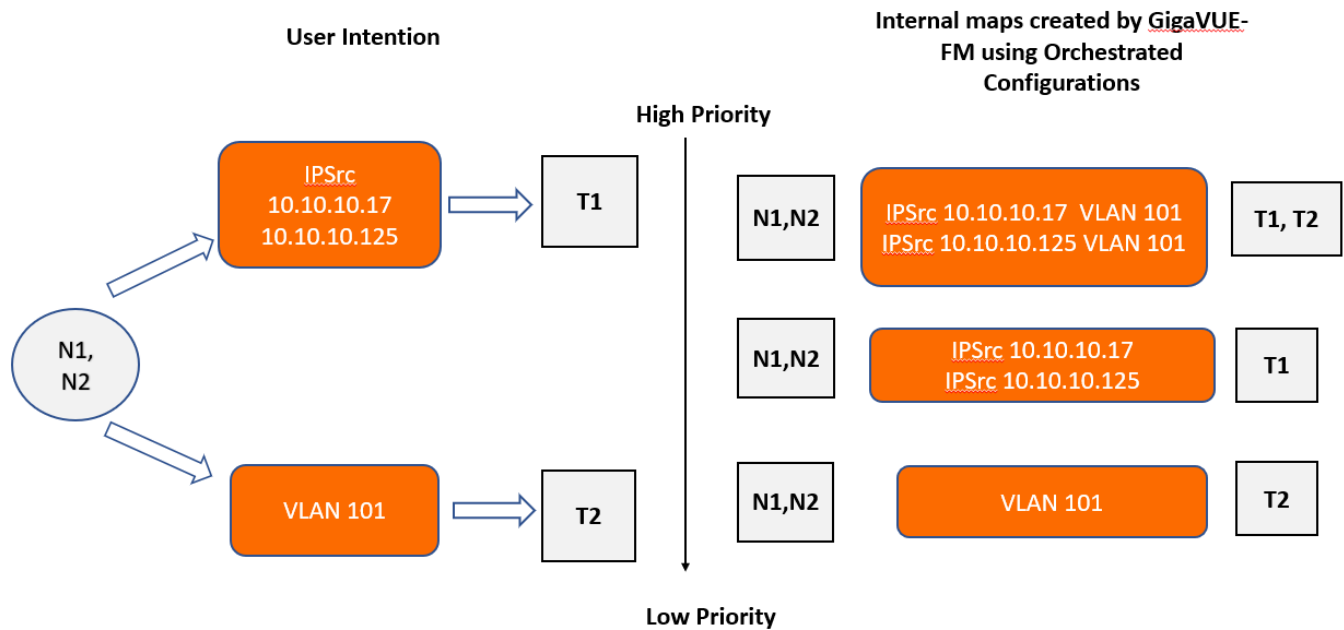 User Intention
Internal maps created by GigaVUE-
FM using Orchestrated
Configurations
High Priority
IPSrc
10.10.10.17
10.10.10.125
T1
N1,
N2
VLAN 101
T2
N1,N2
IPSrc 10.10.10.17 VLAN 101
IPSrc 10.10.10.125 VLAN 101
T1, T2
N1,N2
IPSrc 10.10.10.17
IPSrc 10.10.10.125
T1
N1,N2
VLAN 101
T2
Low Priority